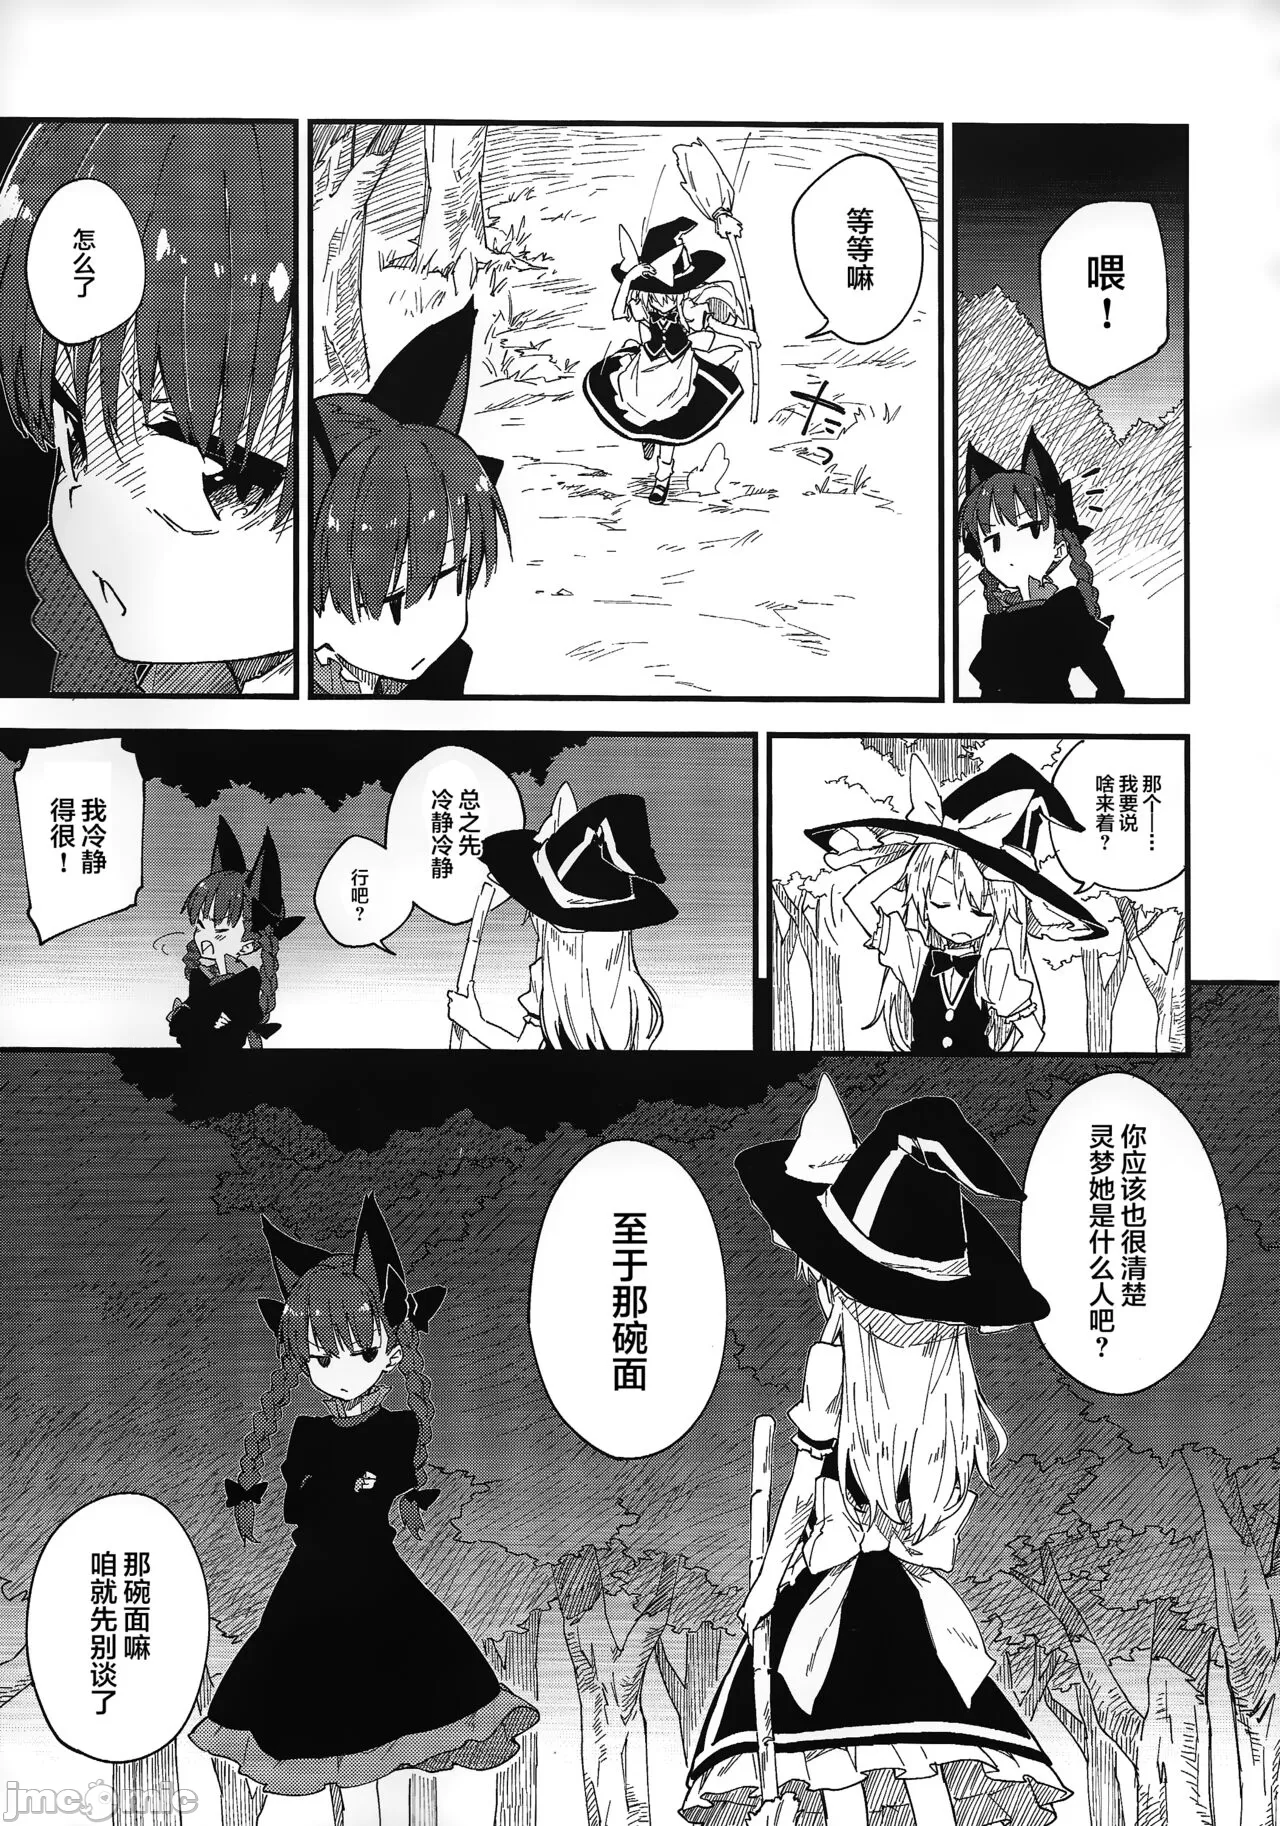 喂！
等等嘛
タッ
怎么了
那个——…
我要说
啥来着？
总之先
冷静冷静
行吧？
我冷静
得很！
你应该也很清楚
灵梦她是什么人吧？
至于那碗面
那碗面嘛
咱就先别谈了
jmcomic